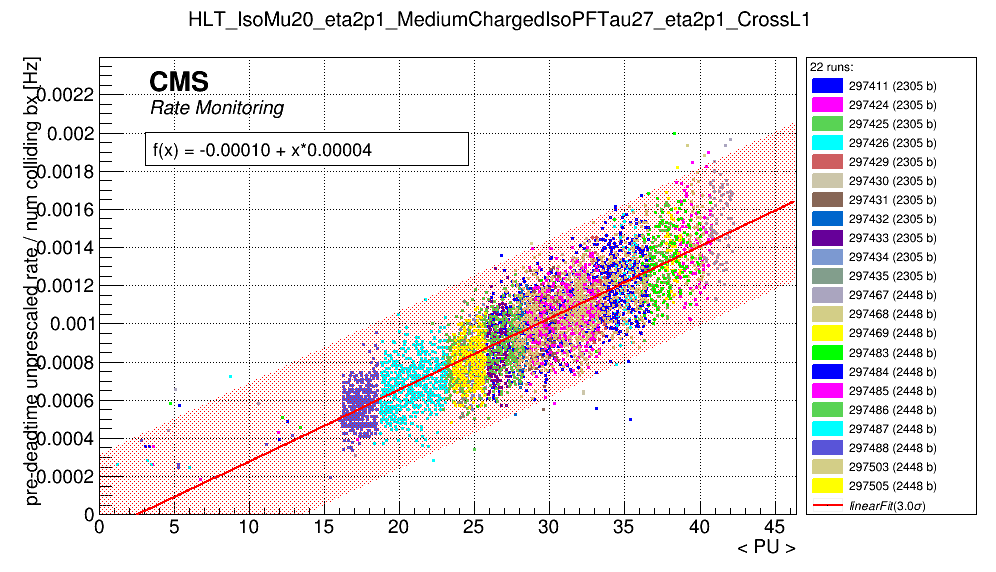 HLT_IsoMu20_eta2p1_MediumChargedIsoPFTau27_eta2p1_CrossL1
pre-deadtime unprescaled rate / num colliding bx [Hz]
0.0022
0.002
0.0018
0.0016
0.0014
0.0012
0.001
0.0008
0.0006
0.0004
0.0002
0
CMS
Rate Monitoring
f(x) = -0.00010 + x*0.00004
0 5 10 15 20 25 30 35 40 45
< PU >
22 runs:
297411 (2305 b)
297424 (2305 b)
297425 (2305 b)
297426 (2305 b)
297429 (2305 b)
297430 (2305 b)
297431 (2305 b)
297432 (2305 b)
297433 (2305 b)
297434 (2305 b)
297435 (2305 b)
297467 (2448 b)
297468 (2448 b)
297469 (2448 b)
297483 (2448 b)
297484 (2448 b)
297485 (2448 b)
297486 (2448 b)
297487 (2448 b)
297488 (2448 b)
297503 (2448 b)
297505 (2448 b)
linearFit(3.0σ)